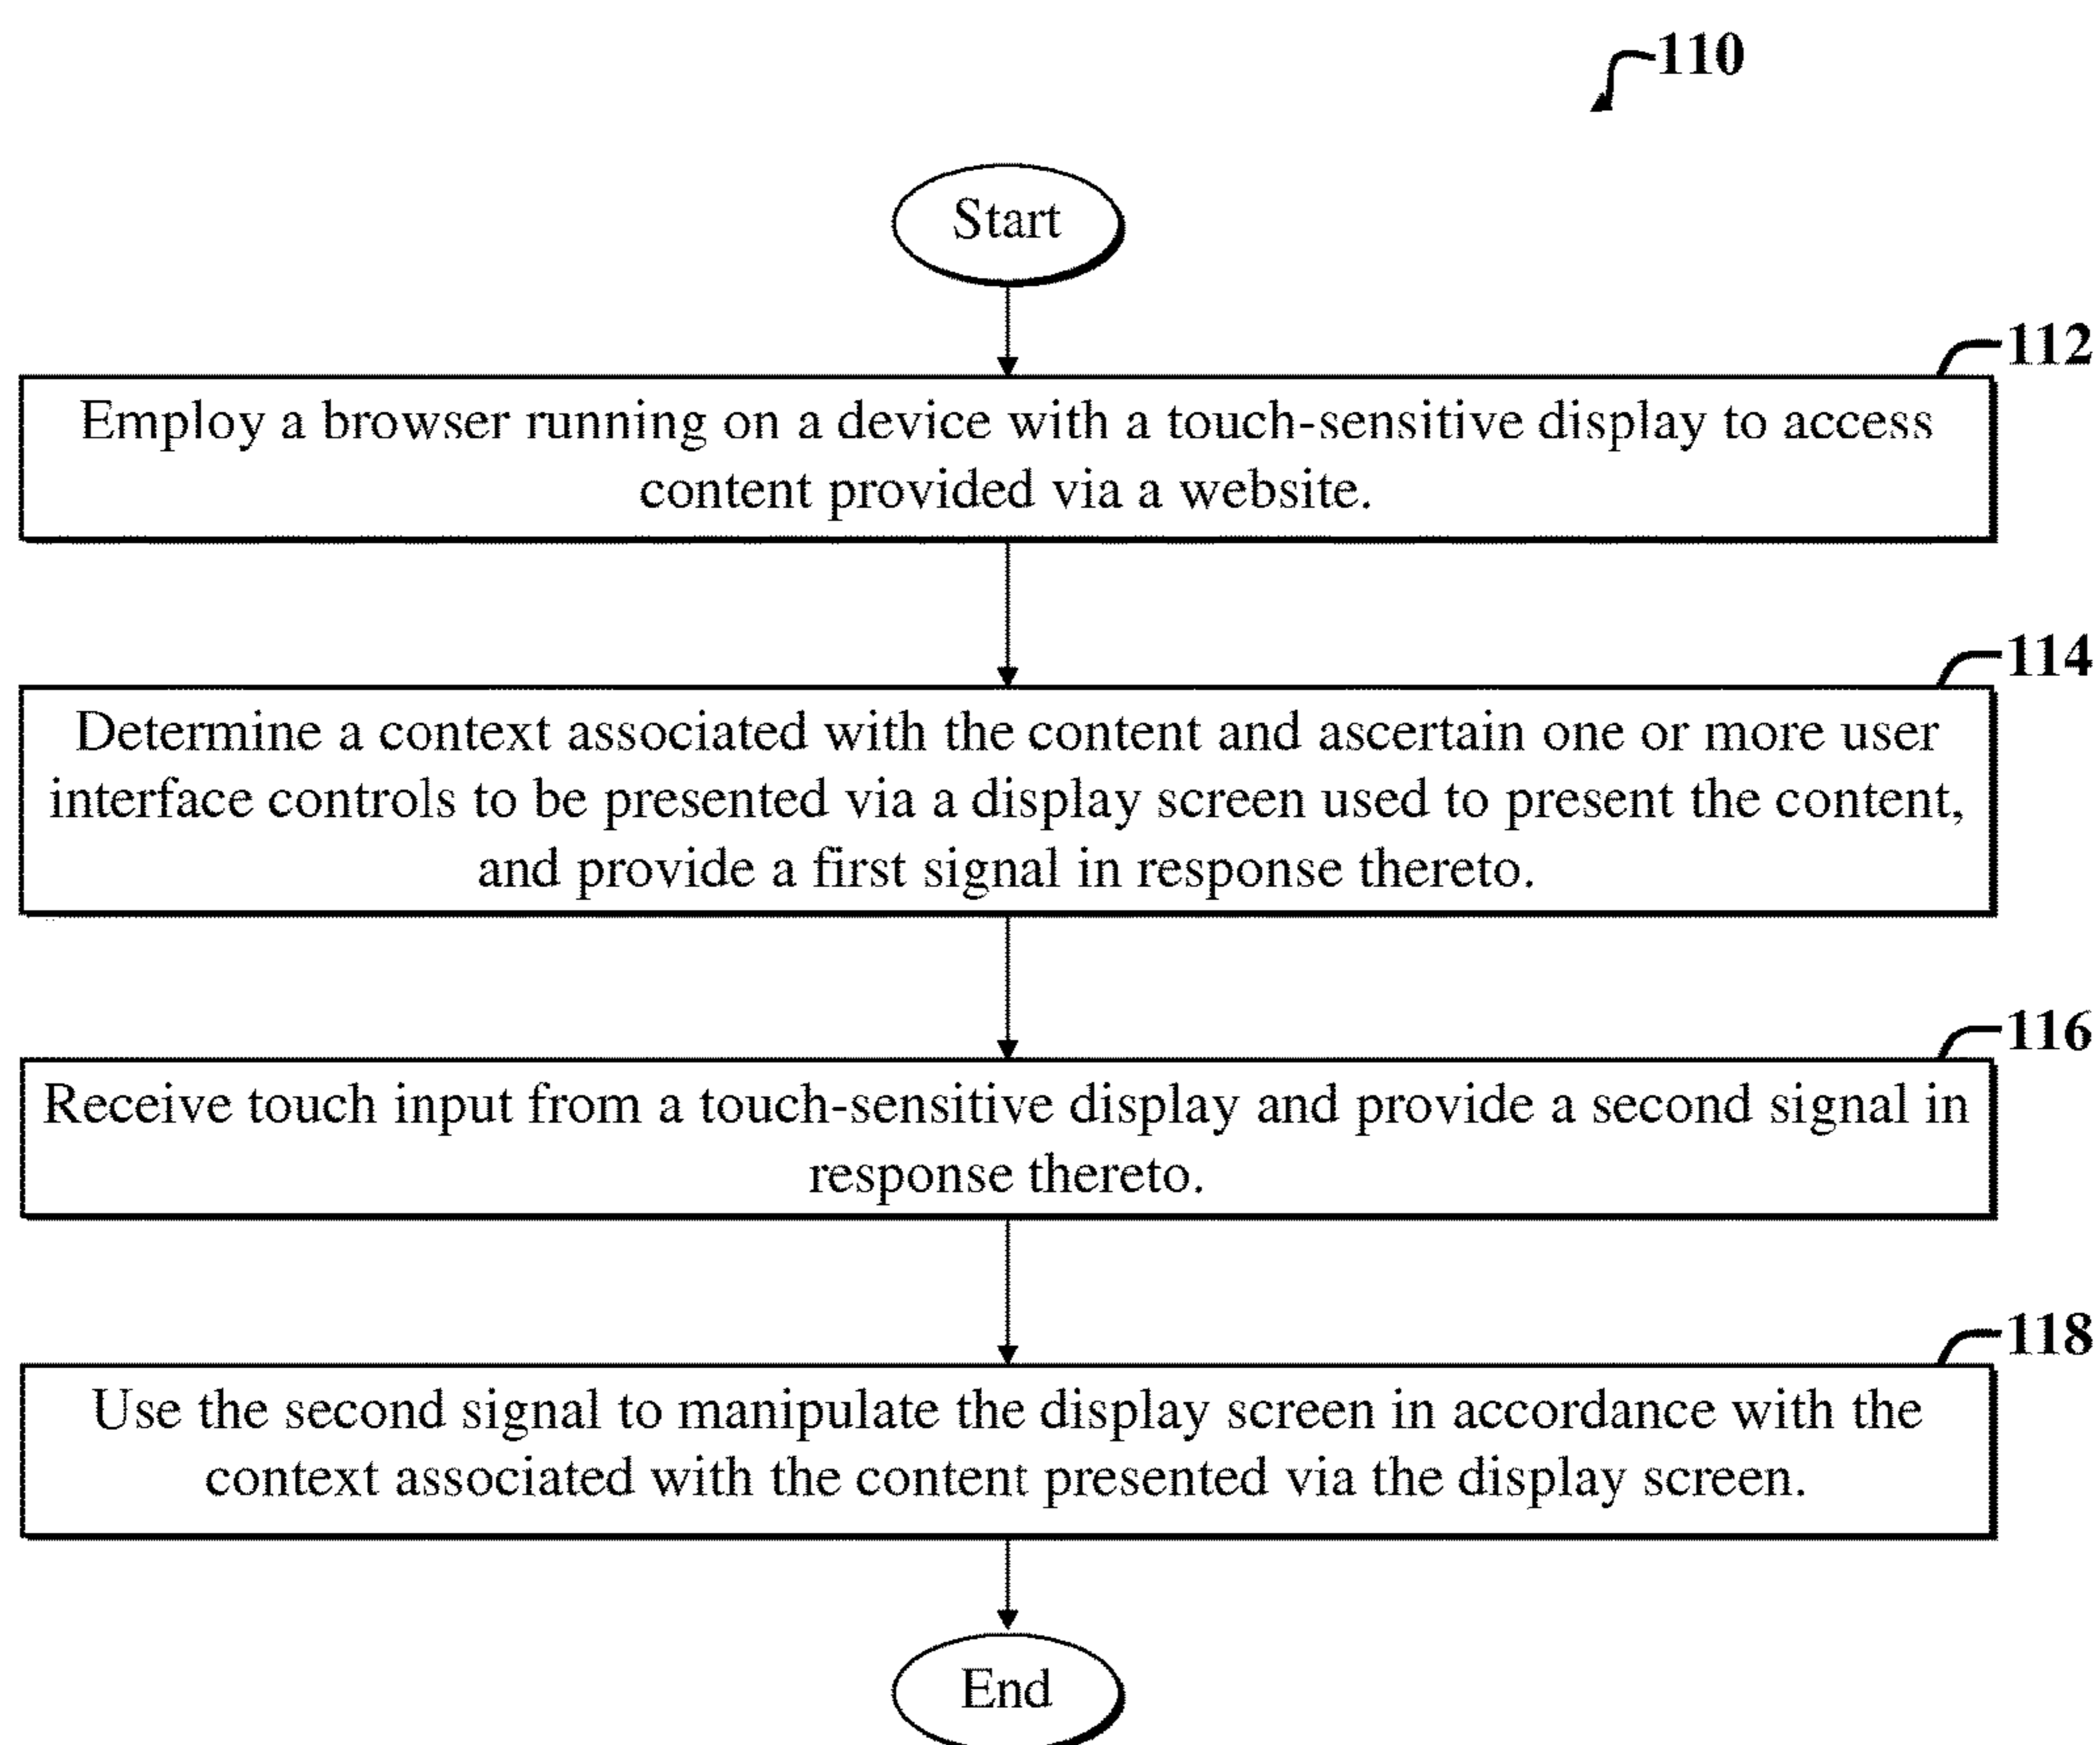 110
Start
112
Employ a browser running on a device with a touch-sensitive display to access
content provided via a website.
114
Determine a context associated with the content and ascertain one or more user
interface controls to be presented via a display screen used to present the content,
and provide a first signal in response thereto.
116
Receive touch input from a touch-sensitive display and provide a second signal in
response thereto.
118
Use the second signal to manipulate the display screen in accordance with the
context associated with the content presented via the display screen.
End